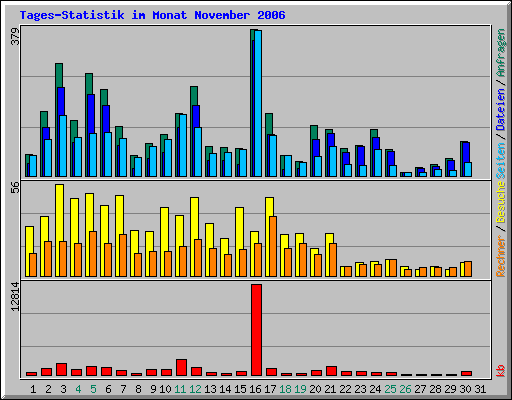 Tages-Statistik im Monat November 2006
379
56
12814
Anfragen
Dateien /
Seiten /
Besuche
Rechner /
kb
1 2 3 4 5 6 7 8 9 10 11 12 13 14 15 16 17 18 19 20 21 22 23 24 25 26 27 28 29 30 31